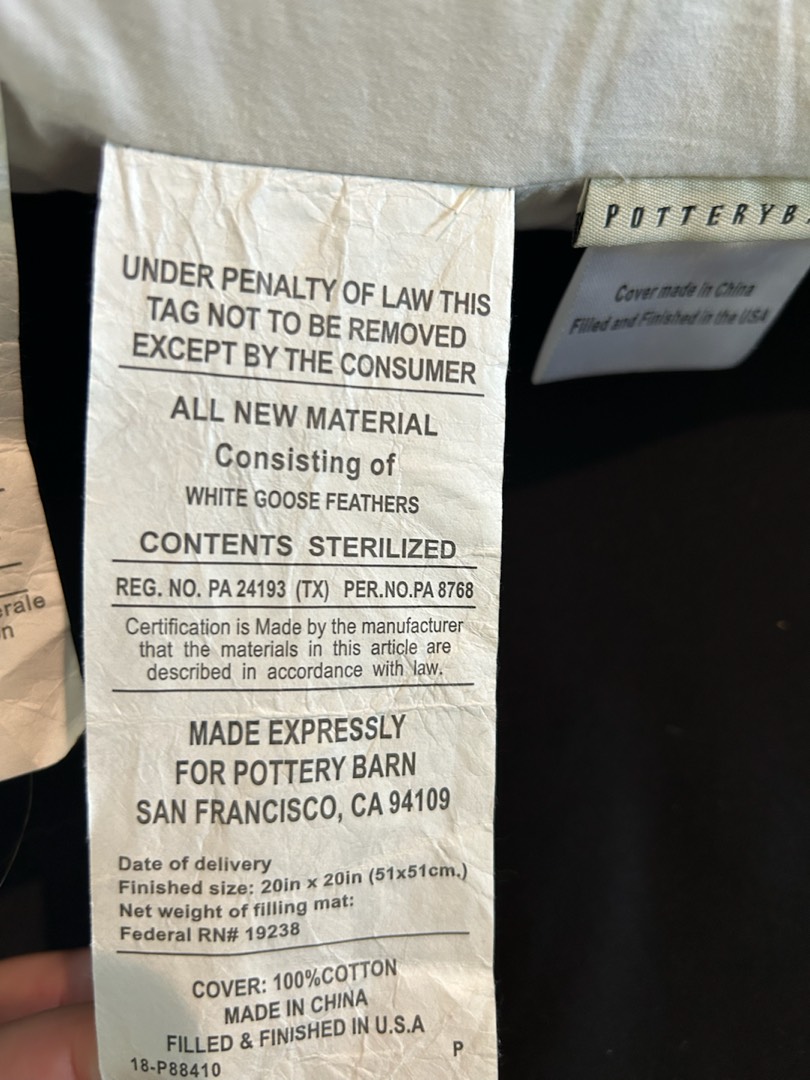 UNDER PENALTY OF LAW THIS
TAG NOT TO BE REMOVED
EXCEPT BY THE CONSUMER
ALL NEW MATERIAL
Consisting of
WHITE GOOSE FEATHERS
CONTENTS STERILIZED
REG. NO. PA 24193 (TX) PER.NO.PA 8768
Certification is Made by the manufacturer
that the materials in this article are
described in accordance with law.
MADE EXPRESSLY
FOR POTTERY BARN
SAN FRANCISCO, CA 94109
Date of delivery
Finished size: 20in x 20in (51x51cm.)
Net weight of filling mat:
Federal RN# 19238
COVER: 100%COTTON
MADE IN CHINA
FILLED & FINISHED IN U.S.A
P
18-P88410
POTTERYB
Cover made in China
Filled and Finished in the USA